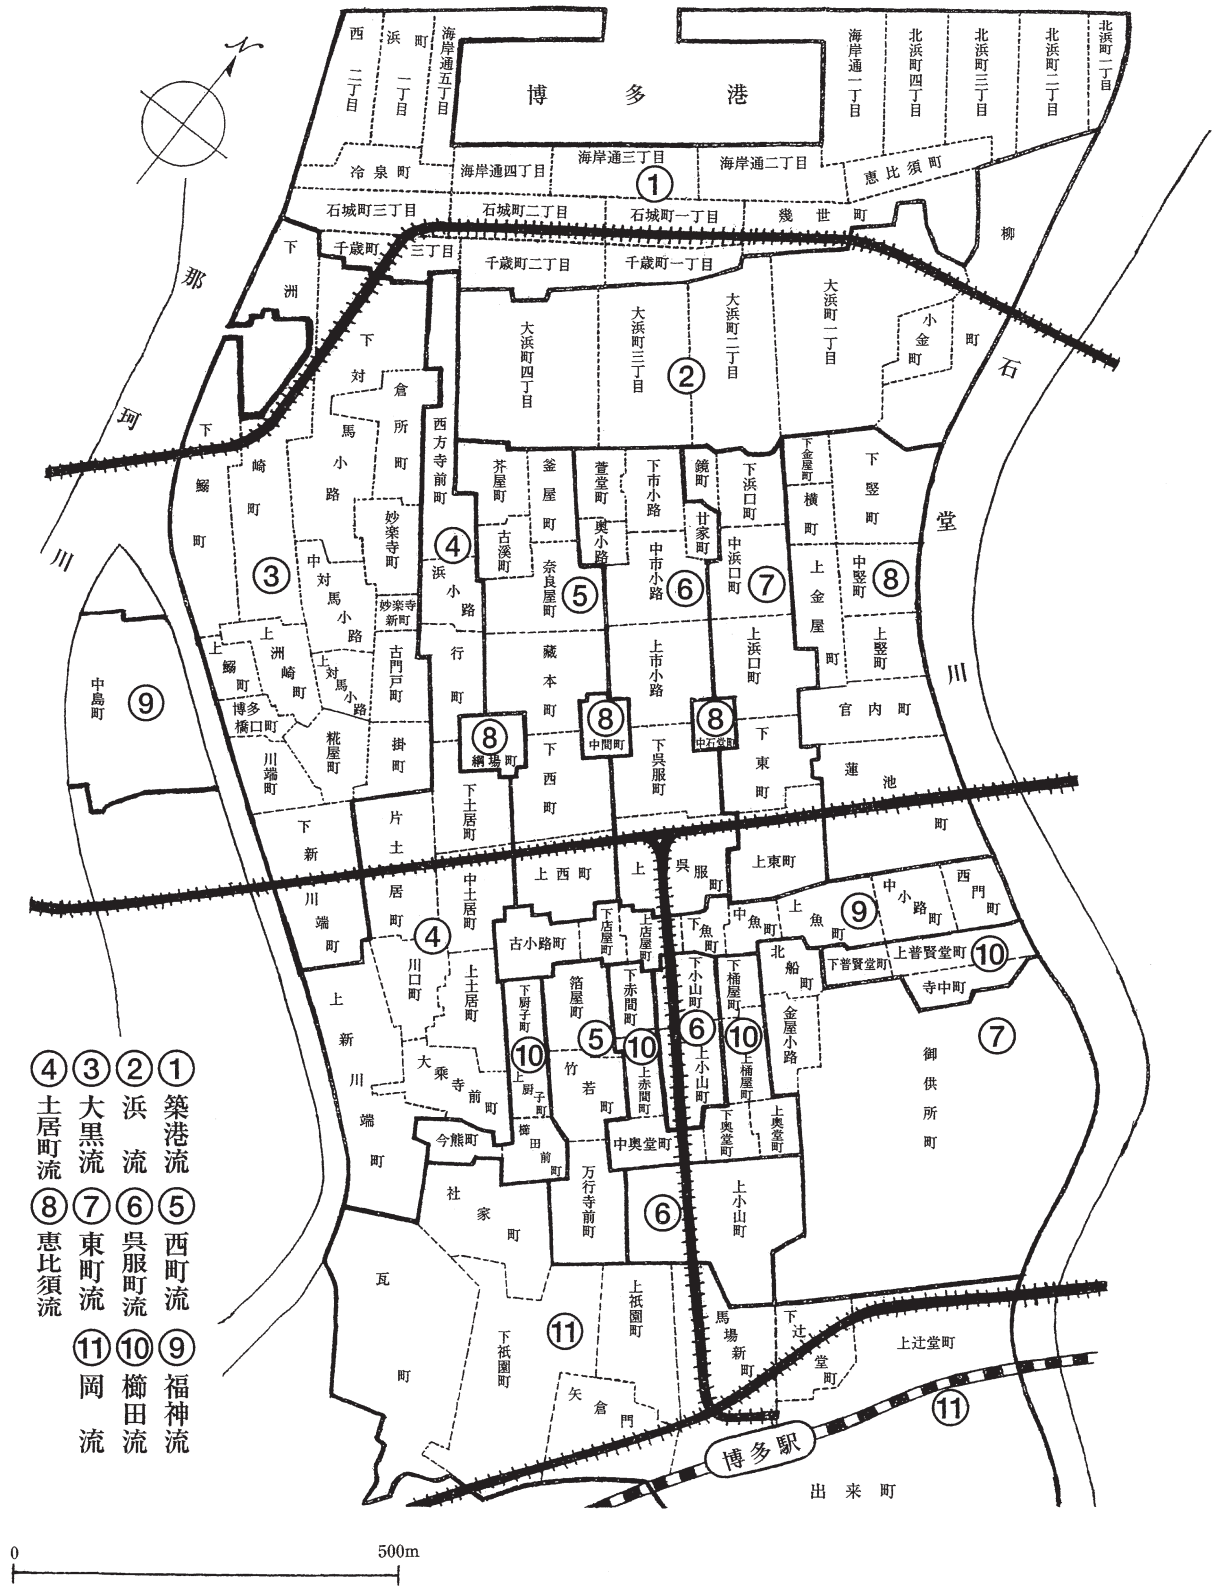 N
西浜町二丁目
一丁目
海岸通五丁目
博多港
海岸通一丁目
北浜町四丁目
北浜町三丁目
北浜町二丁目
北浜町一丁目
冷泉町
海岸通四丁目
海岸通三丁目
海岸通二丁目
恵比須町
①
石城町三丁目
石城町二丁目
石城町一丁目
幾世町
柳町
千歳町三丁目
千歳町二丁目
千歳町一丁目
下洲崎町
下対馬小路
倉所町
大浜町四丁目
大浜町三丁目
大浜町二丁目
大浜町一丁目
小金町
②
那珂川
石堂川
下鰯町
西方寺前町
芥屋町
釜屋町
萱堂町
下市小路
鏡町
下浜口町
下金屋町
横町
下竪町
妙楽寺町
古溪町
奥小路
廿家町
③
中対馬小路
④
浜小路
奈良屋町
⑤
中市小路
⑥
中浜口町
⑦
上金屋町
中竪町
⑧
妙楽寺新町
上鰯町
上洲崎町
上対馬小路
古門戸町
行町
蔵本町
上市小路
上浜口町
上竪町
中島町
⑨
博多橋口町
川端町
糀屋町
掛町
⑧
綱場町
⑧
中間町
⑧
中石堂町
官内町
下西町
下呉服町
下東町
蓮池町
下新川端町
片土居町
下土居町
中土居町
上西町
上呉服町
上東町
④
川口町
上土居町
古小路町
下店屋町
上店屋町
下魚町
中魚町
上魚町
⑨
中小路町
西門町
北船町
下普賢堂町
上普賢堂町
⑩
寺中町
上新川端町
下厨子町
⑩
上厨子町
箔屋町
⑤
竹若町
下赤間町
⑩
上赤間町
下小山町
⑥
上小山町
下桶屋町
⑩
上桶屋町
金屋小路
御供所町
⑦
大乗寺前町
今熊町
櫛田前町
中奥堂町
下奥堂町
上奥堂町
社家町
万行寺前町
⑥
上小山町
瓦町
下祇園町
⑪
上祇園町
矢倉門
馬場新町
下辻堂町
上辻堂町
⑪
博多駅
出来町
①築港流
②浜流
③大黒流
④土居町流
⑤西町流
⑥呉服町流
⑦東町流
⑧恵比須流
⑨福神流
⑩櫛田流
⑪岡流
0
500m